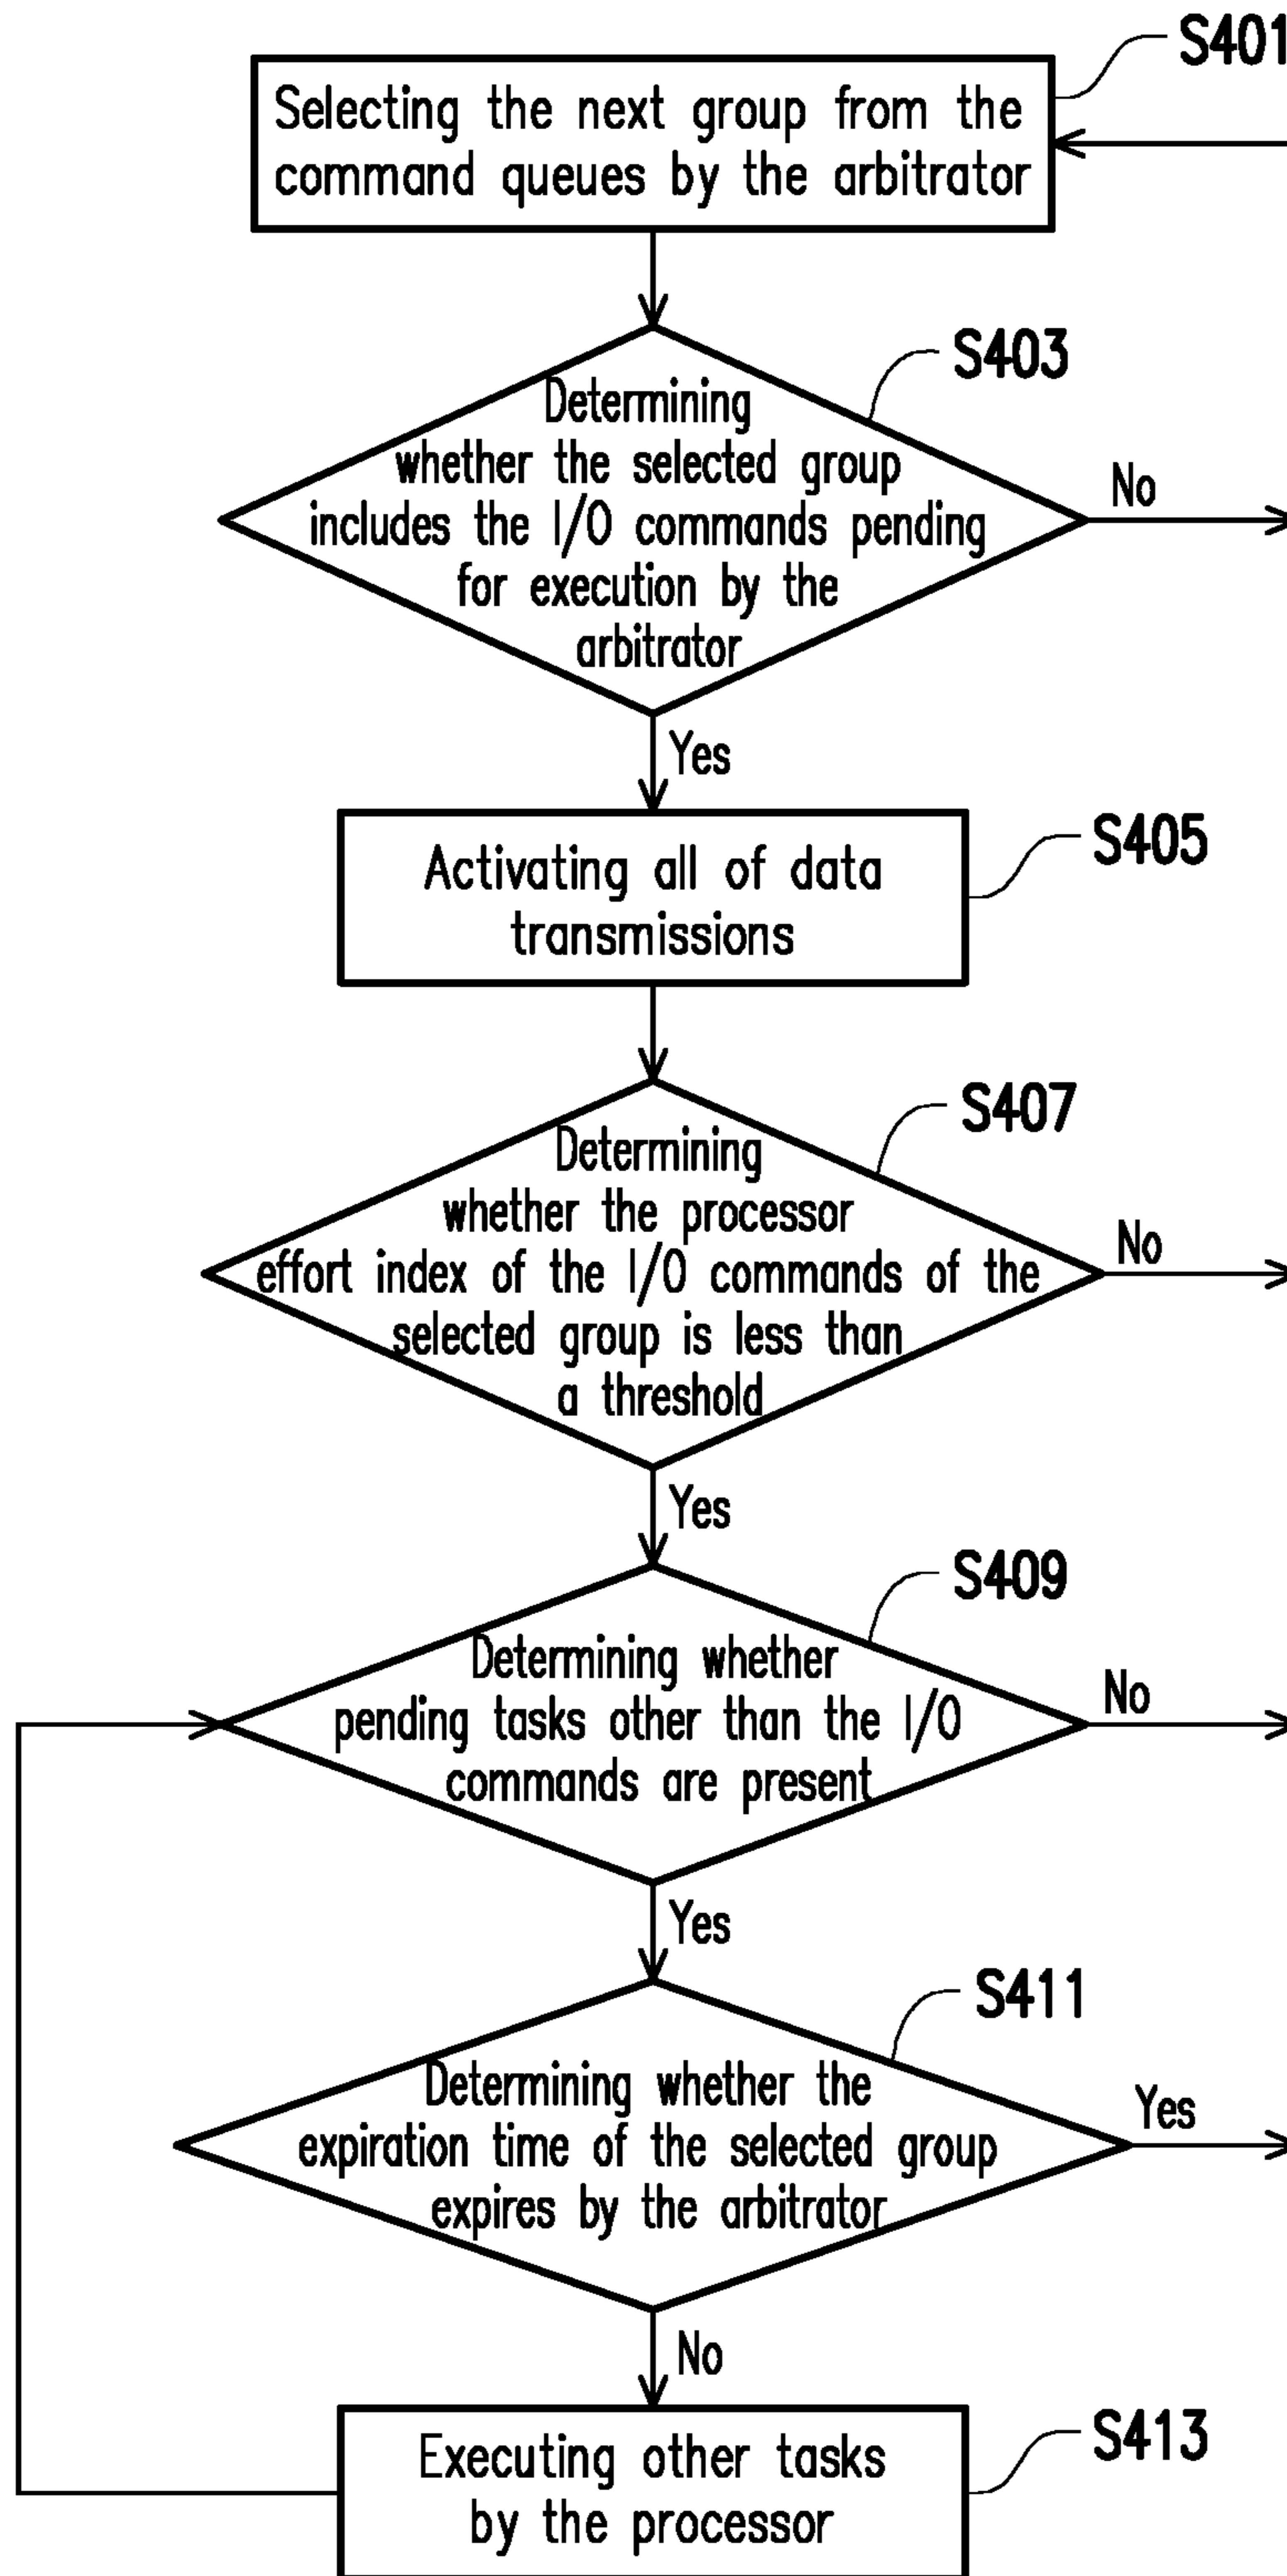 S401
Selecting the next group from the
command queues by the arbitrator
S403
Determining
whether the selected group
includes the I/O commands pending
for execution by the
arbitrator
No
Yes
S405
Activating all of data
transmissions
S407
Determining
whether the processor
effort index of the I/O commands of the
selected group is less than
a threshold
No
Yes
S409
Determining whether
pending tasks other than the I/O
commands are present
No
Yes
S411
Determining whether the
expiration time of the selected group
expires by the arbitrator
Yes
No
S413
Executing other tasks
by the processor